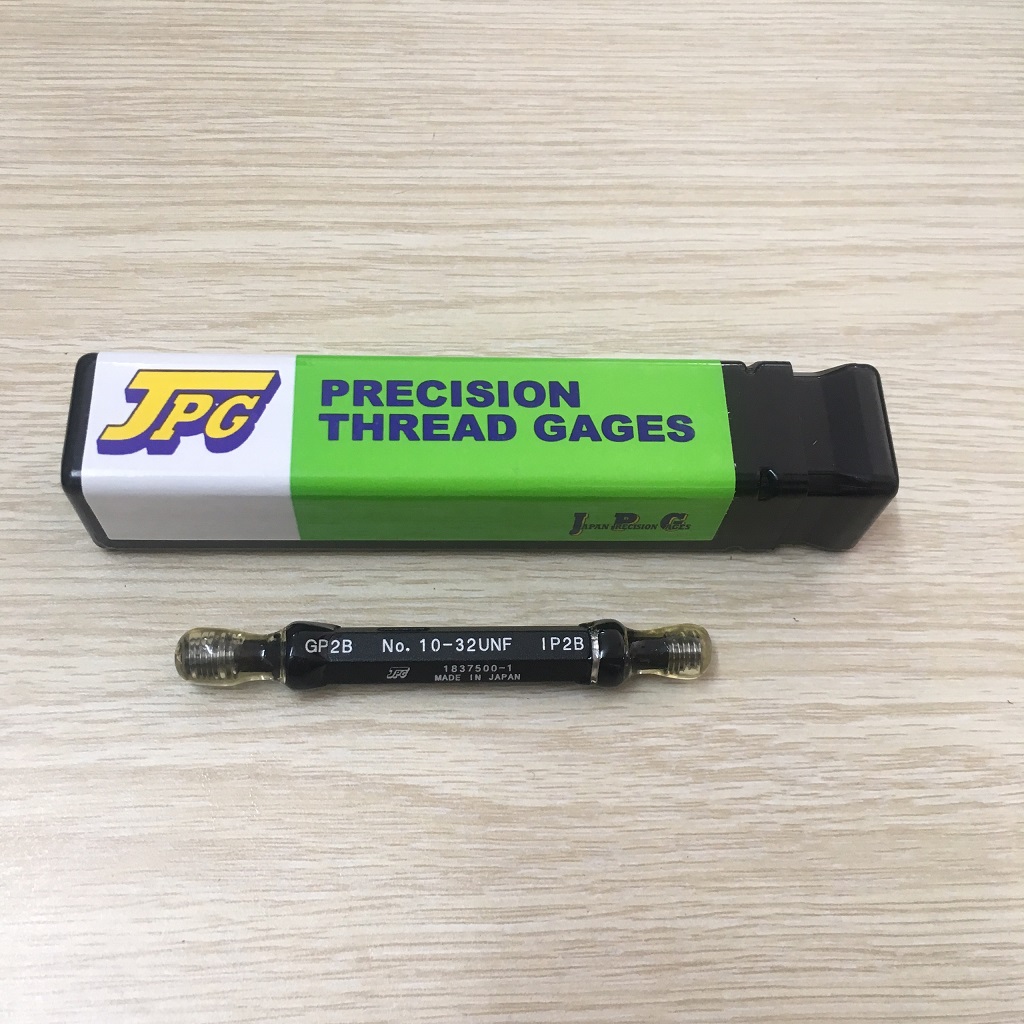 JPG
PRECISION
THREAD GAGES
JAPAN PRECISION GAGES
GP2B No. 10-32UNF IP2B
JPG 1837500-1
MADE IN JAPAN